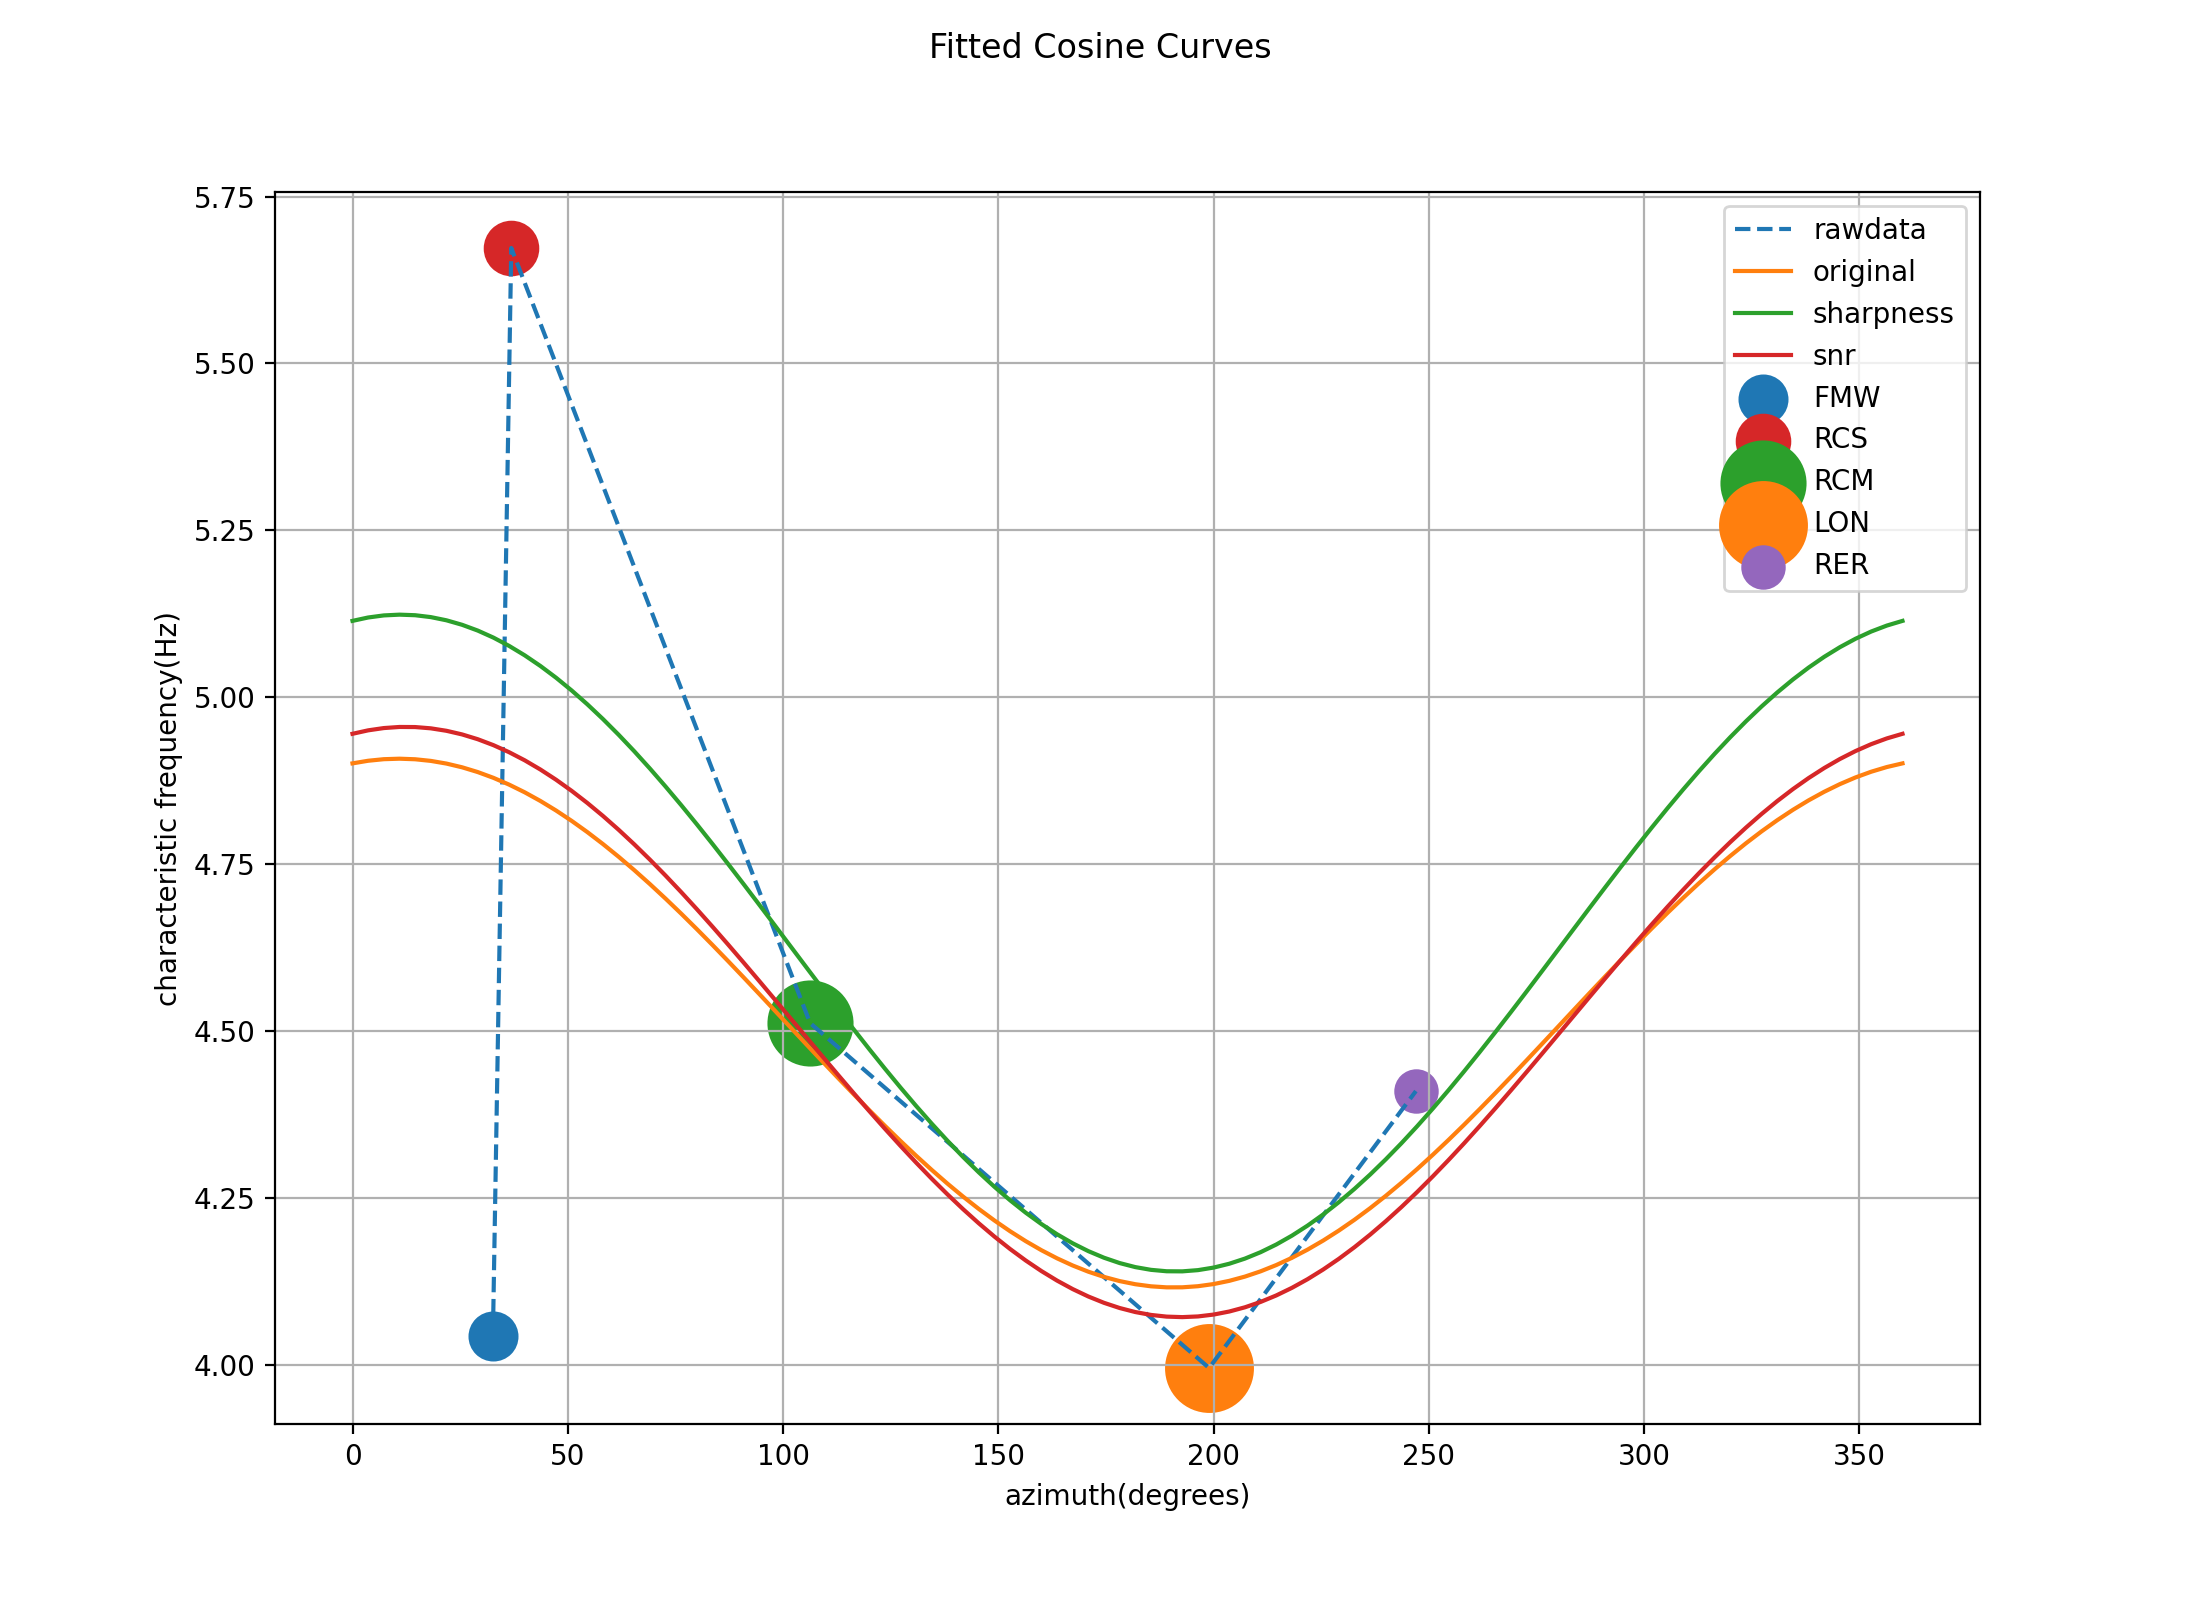 Fitted Cosine Curves
5.75
5.50
5.25
5.00
4.75
4.50
4.25
4.00
characteristic frequency(Hz)
rawdata
original
sharpness
snr
FMW
RCS
RCM
LON
RER
0 50 100 150 200 250 300 350
azimuth(degrees)